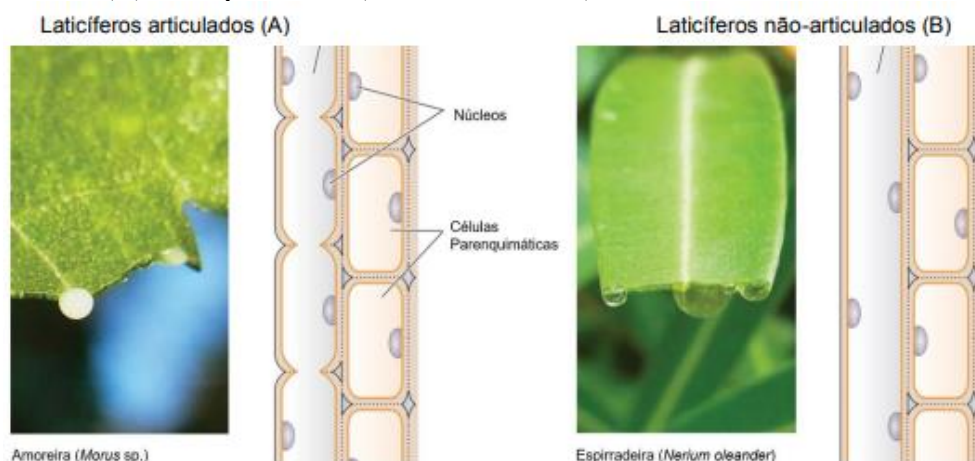 Laticíferos articulados (A)
Laticíferos não-articulados (B)
Núcleos
Células
Parenquimáticas
Amoreira (Morus sp.)
Espirradeira (Nerium oleander)